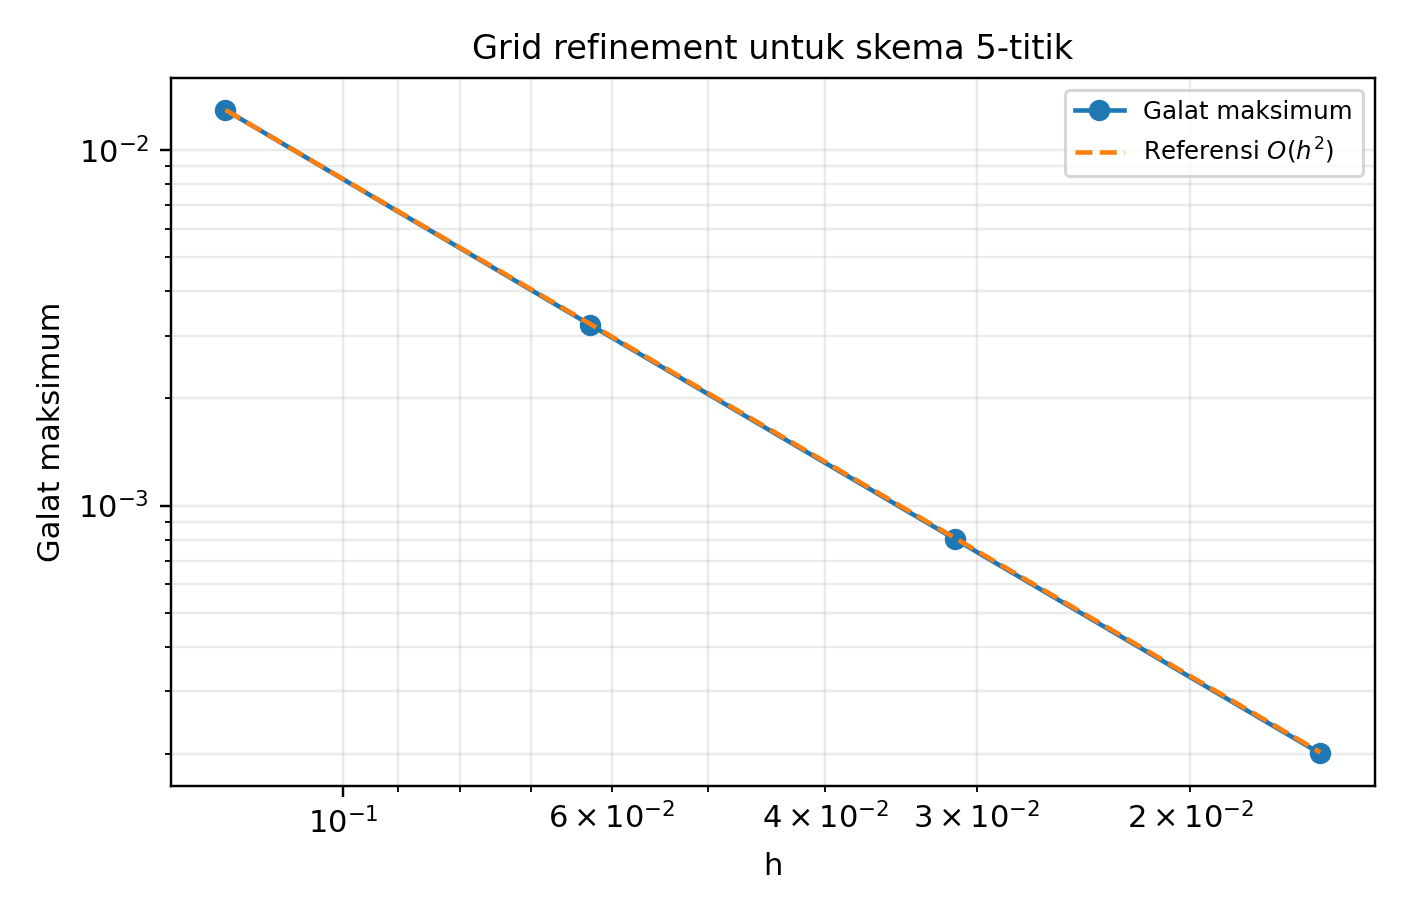 Grid refinement untuk skema 5-titik
Galat maksimum
Referensi $O(h^2)$
10⁻²
10⁻³
Galat maksimum
10⁻¹
6 × 10⁻²
4 × 10⁻²
3 × 10⁻²
2 × 10⁻²
h